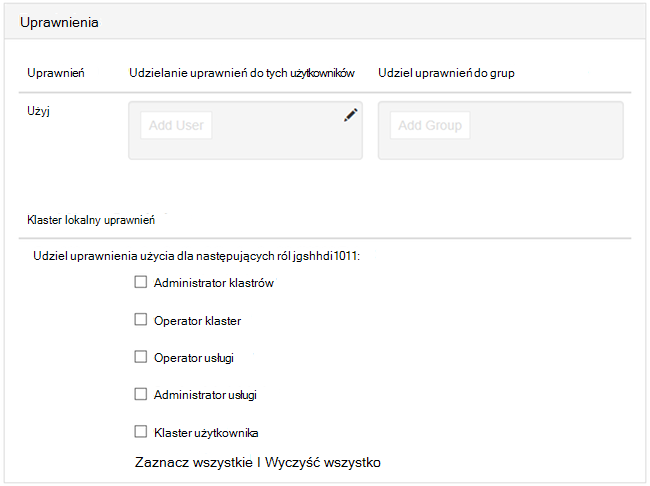 Uprawnienia
Uprawnień Udzielanie uprawnień do tych użytkowników Udziel uprawnień do grup
Użyj Add User Add Group
Klaster lokalny uprawnień
Udziel uprawnienia użycia dla następujących ról jgshhdi1011:
Administrator klastrów
Operator klaster
Operator usługi
Administrator usługi
Klaster użytkownika
Zaznacz wszystkie | Wyczyść wszystko